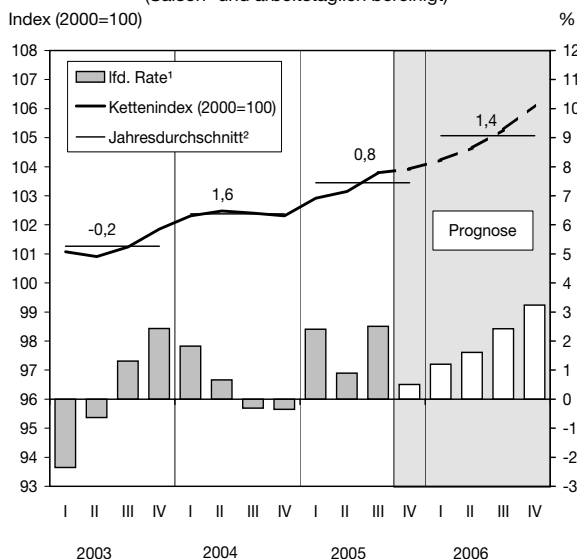 (Saison- und arbeitstäglich bereinigt)
Index (2000=100) %
108 12
107 11
106 10
105 9
104 8
103 7
102 6
101 5
100 4
99 3
98 2
97 1
96 0
95 -1
94 -2
93 -3
lfd. Rate¹
Kettenindex (2000=100)
Jahresdurchschnitt²
-0,2
1,6
0,8
1,4
Prognose
I II III IV I II III IV I II III IV I II III IV
2003 2004 2005 2006